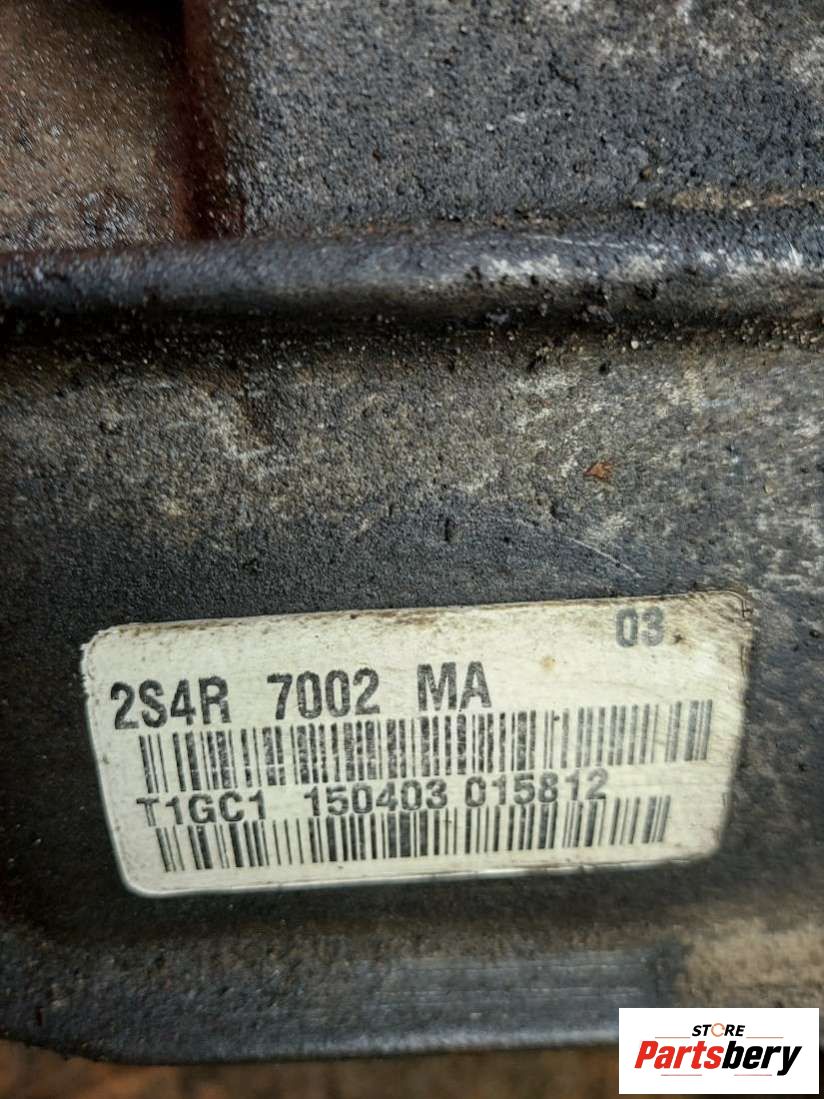 03
2S4R 7002 MA
T1GC1 150403 015812
STORE
Partsbery